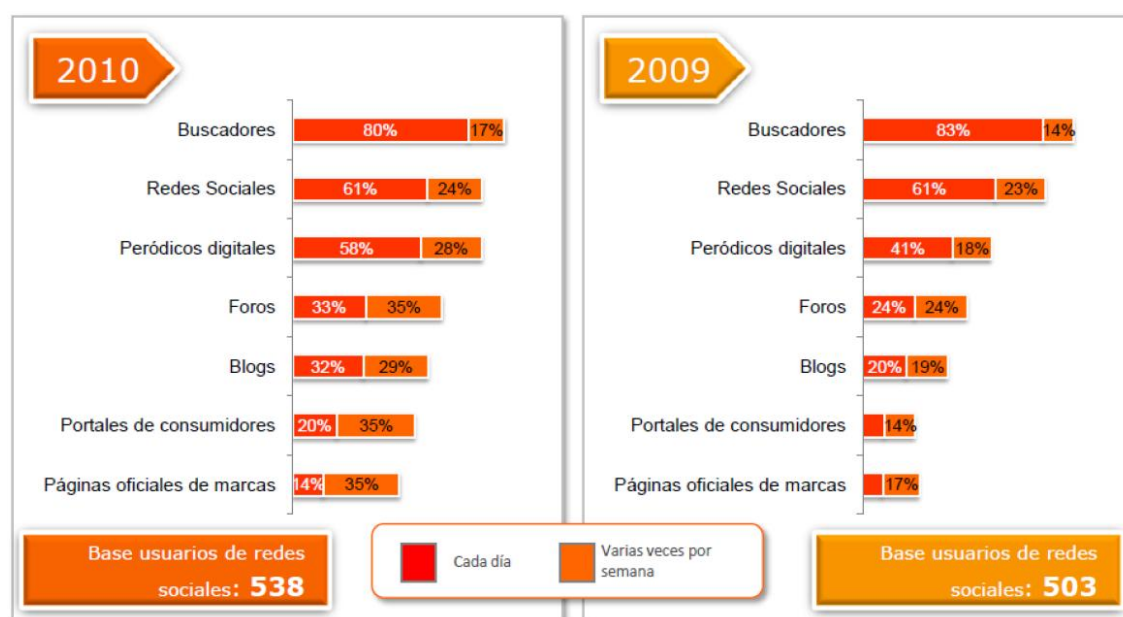 2010
Buscadores 80% 17%
Redes Sociales 61% 24%
Peródicos digitales 58% 28%
Foros 33% 35%
Blogs 32% 29%
Portales de consumidores 20% 35%
Páginas oficiales de marcas 14% 35%
Base usuarios de redes
sociales: 538
2009
Buscadores 83% 14%
Redes Sociales 61% 23%
Peródicos digitales 41% 18%
Foros 24% 24%
Blogs 20% 19%
Portales de consumidores 14%
Páginas oficiales de marcas 17%
Base usuarios de redes
sociales: 503
Cada día
Varias veces por
semana